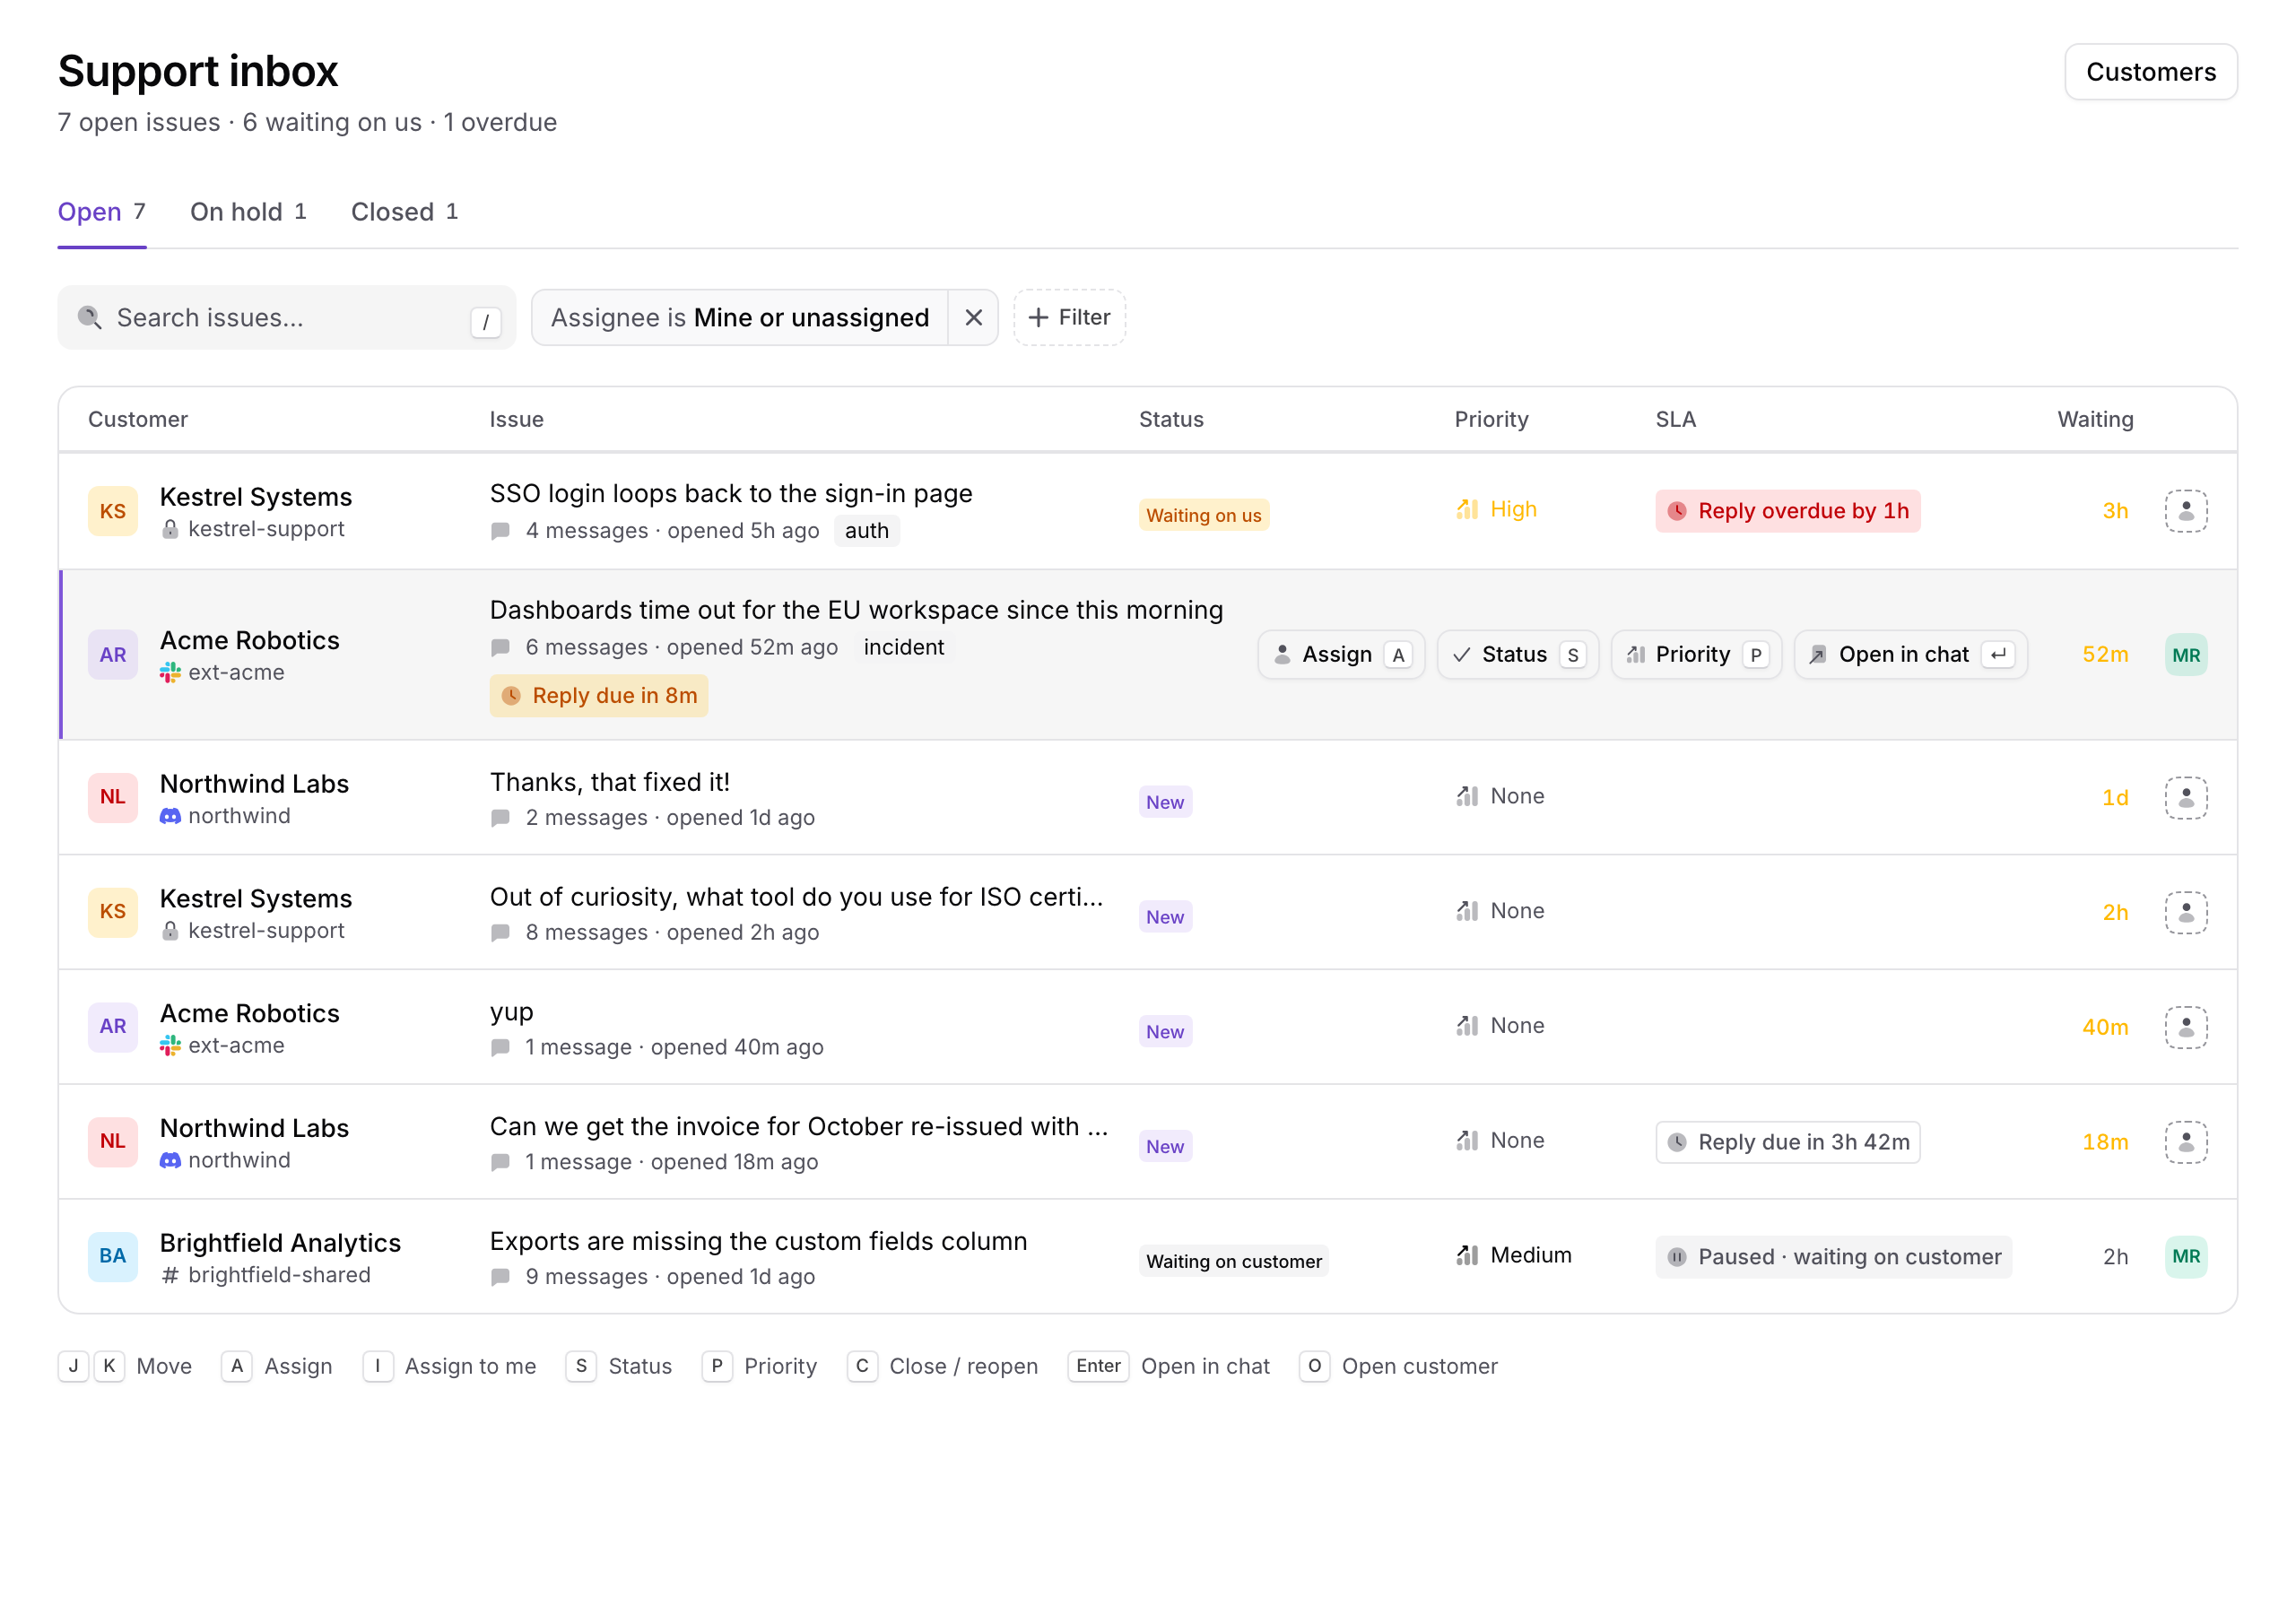 Support inbox
Customers
7 open issues · 6 waiting on us · 1 overdue
Open 7 On hold 1 Closed 1
Search issues... /
Assignee is Mine or unassigned
Filter
Customer Issue Status Priority SLA Waiting
KS Kestrel Systems
kestrel-support
SSO login loops back to the sign-in page
4 messages · opened 5h ago auth
Waiting on us High Reply overdue by 1h 3h
AR Acme Robotics
ext-acme
Dashboards time out for the EU workspace since this morning
6 messages · opened 52m ago incident
Reply due in 8m
Assign A Status S Priority P Open in chat ↵ 52m MR
NL Northwind Labs
northwind
Thanks, that fixed it!
2 messages · opened 1d ago
New None 1d
KS Kestrel Systems
kestrel-support
Out of curiosity, what tool do you use for ISO certi...
8 messages · opened 2h ago
New None 2h
AR Acme Robotics
ext-acme
yup
1 message · opened 40m ago
New None 40m
NL Northwind Labs
northwind
Can we get the invoice for October re-issued with ...
1 message · opened 18m ago
New None Reply due in 3h 42m 18m
BA Brightfield Analytics
# brightfield-shared
Exports are missing the custom fields column
9 messages · opened 1d ago
Waiting on customer Medium Paused · waiting on customer 2h MR
J K Move A Assign I Assign to me S Status P Priority C Close / reopen Enter Open in chat O Open customer